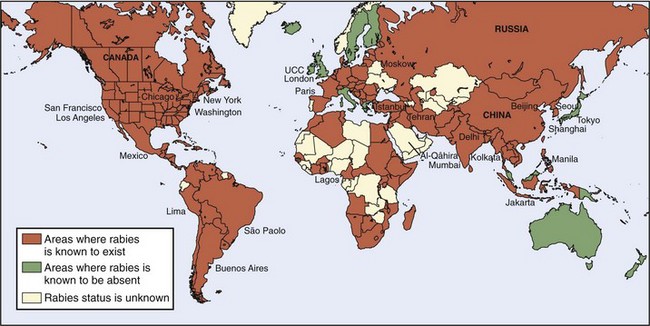 RUSSIA
CANADA
Moskow
UCC
London
Paris
Chicago
New York
Washington
San Francisco
Los Angeles
Istanbul
Tehran
Beijing
Seoul
CHINA
Tokyo
Shanghai
Delhi
Mexico
Al-Qâhira
Mumbai
Kolkata
Manila
Lagos
Jakarta
Lima
São Paolo
Buenos Aires
Areas where rabies
is known to exist
Areas where rabies is
known to be absent
Rabies status is unknown